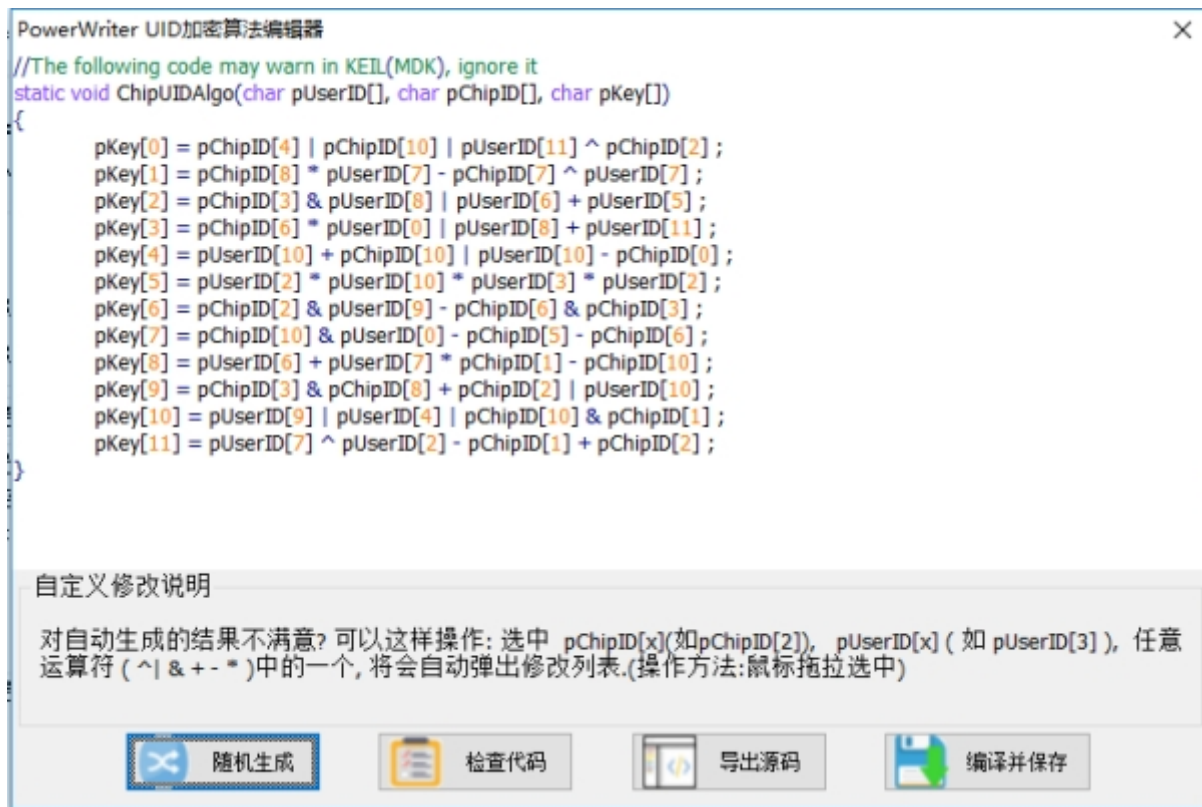 PowerWriter UID加密算法编辑器
//The following code may warn in KEIL(MDK), ignore it
static void ChipUIDAlgo(char pUserID[], char pChipID[], char pKey[])
{
pKey[0] = pChipID[4] | pChipID[10] | pUserID[11] ^ pChipID[2] ;
pKey[1] = pChipID[8] * pUserID[7] - pChipID[7] ^ pUserID[7] ;
pKey[2] = pChipID[3] & pUserID[8] | pUserID[6] + pUserID[5] ;
pKey[3] = pChipID[6] * pUserID[0] | pUserID[8] + pUserID[11] ;
pKey[4] = pUserID[10] + pChipID[10] | pUserID[10] - pChipID[0] ;
pKey[5] = pUserID[2] * pUserID[10] * pUserID[3] * pUserID[2] ;
pKey[6] = pChipID[2] & pUserID[9] - pChipID[6] & pChipID[3] ;
pKey[7] = pChipID[10] & pUserID[0] - pChipID[5] - pChipID[6] ;
pKey[8] = pUserID[6] + pUserID[7] * pChipID[1] - pChipID[10] ;
pKey[9] = pChipID[3] & pChipID[8] + pChipID[2] | pUserID[10] ;
pKey[10] = pUserID[9] | pUserID[4] | pChipID[10] & pChipID[1] ;
pKey[11] = pUserID[7] ^ pUserID[2] - pChipID[1] + pChipID[2] ;
}
自定义修改说明
对自动生成的结果不满意? 可以这样操作: 选中 pChipID[x](如pChipID[2]), pUserID[x] ( 如 pUserID[3] ), 任意
运算符 ( ^| & + - * )中的一个, 将会自动弹出修改列表.(操作方法:鼠标拖拉选中)
随机生成 检查代码 导出源码 编译并保存